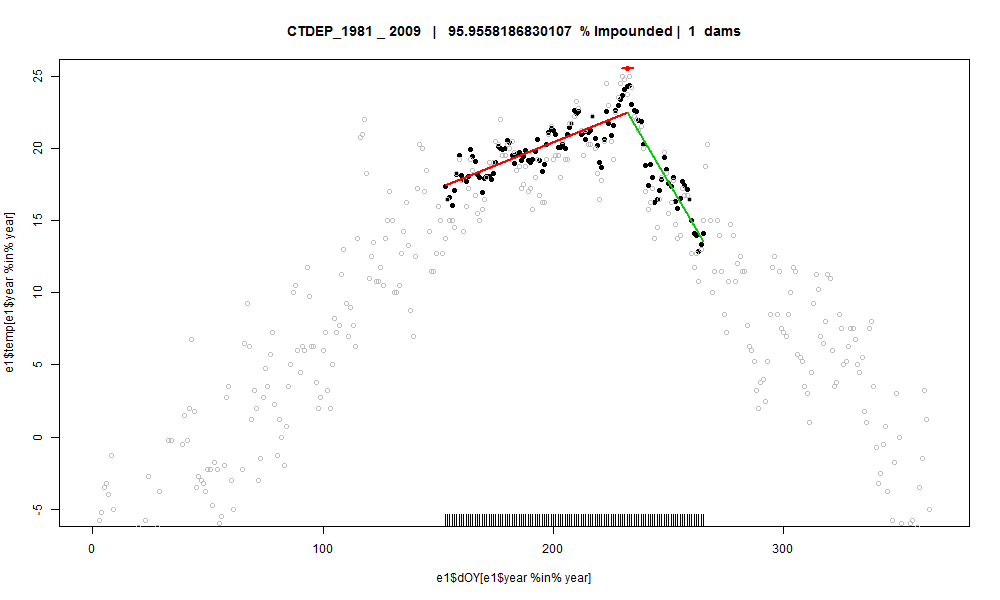 CTDEP_1981 _ 2009 | 95.9558186830107 % Impounded | 1 dams
25
20
15
10
5
0
-5
e1$temp[e1$year %in% year]
0 100 200 300
e1$dOY[e1$year %in% year]